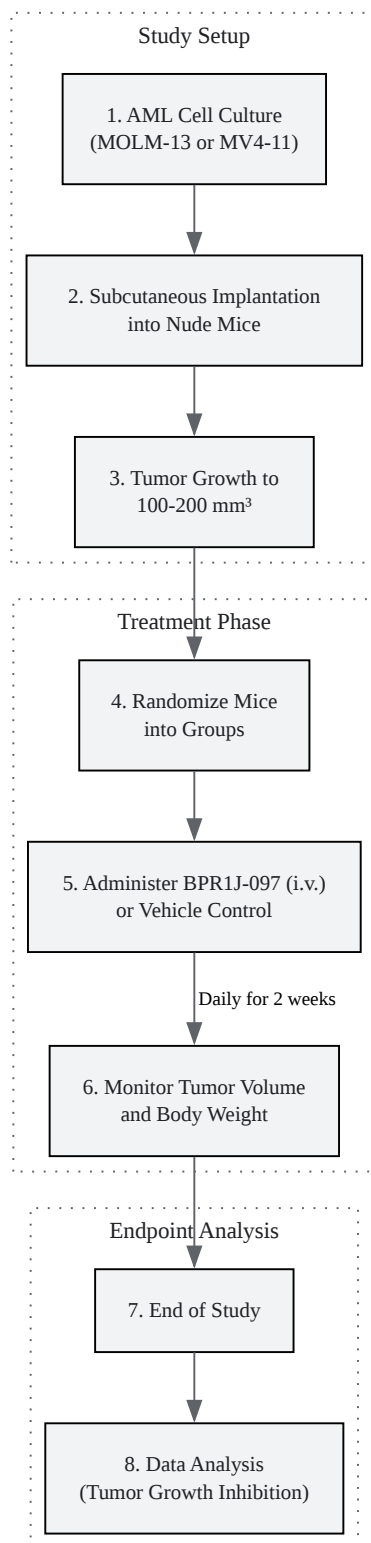 Study Setup
1. AML Cell Culture
(MOLM-13 or MV4-11)
2. Subcutaneous Implantation
into Nude Mice
3. Tumor Growth to
100-200 mm³
Treatment Phase
4. Randomize Mice
into Groups
5. Administer BPR1J-097 (i.v.)
or Vehicle Control
Daily for 2 weeks
6. Monitor Tumor Volume
and Body Weight
Endpoint Analysis
7. End of Study
8. Data Analysis
(Tumor Growth Inhibition)